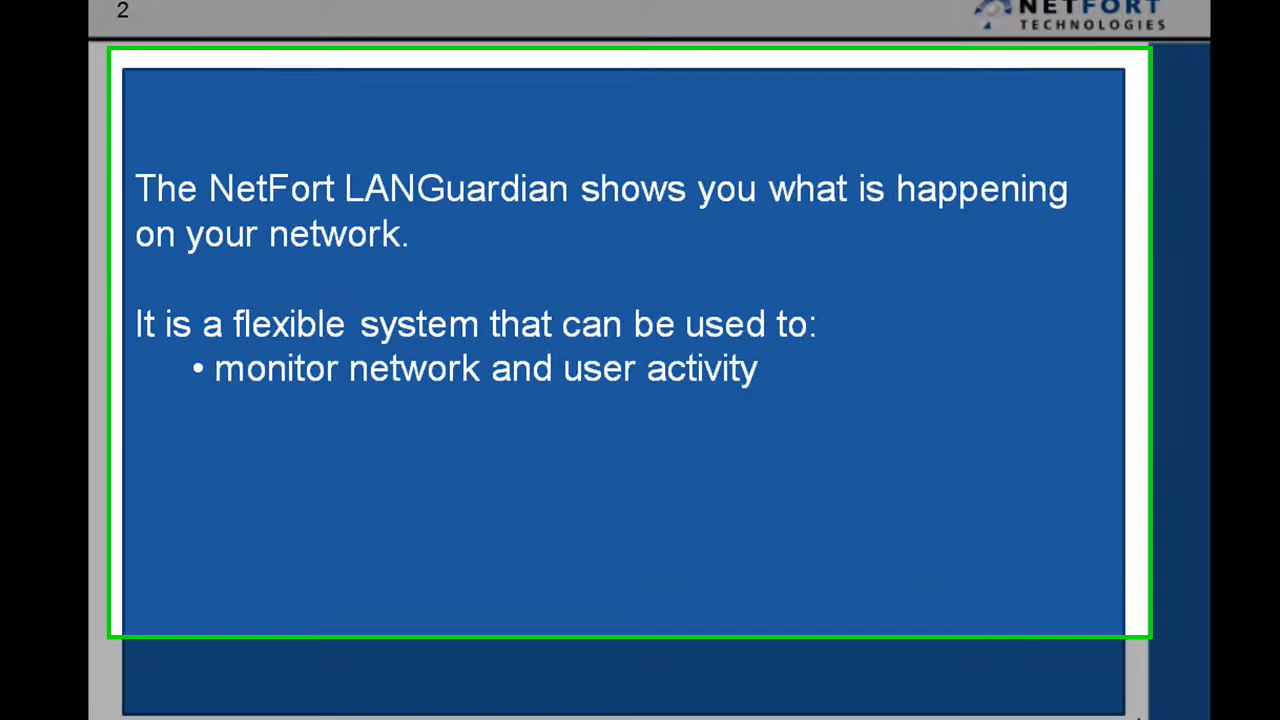 2
NETFORT
TECHNOLOGIES
The NetFort LANGuardian shows you what is happening
on your network.
It is a flexible system that can be used to:
• monitor network and user activity